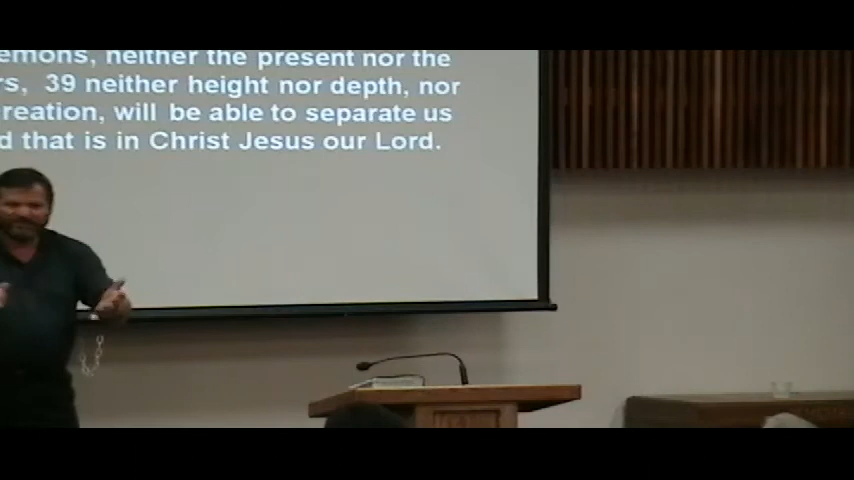 emons, neither the present nor the
rs, 39 neither height nor depth, nor
reation, will be able to separate us
d that is in Christ Jesus our Lord.